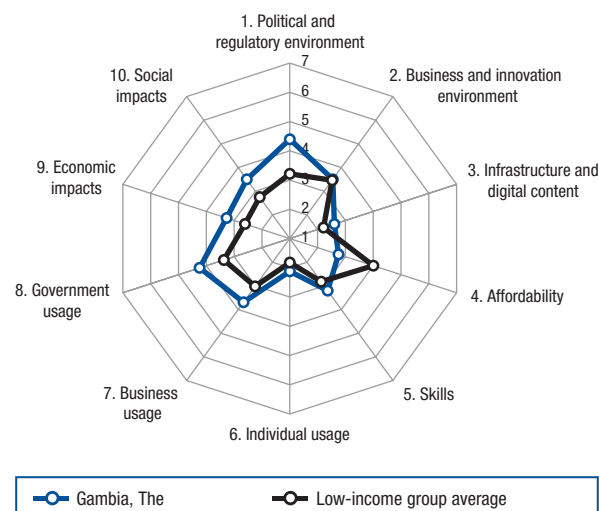 1. Political and
regulatory environment
2. Business and innovation
environment
3. Infrastructure and
digital content
4. Affordability
5. Skills
6. Individual usage
7. Business
usage
8. Government
usage
9. Economic
impacts
10. Social
impacts
7
6
5
4
3
2
1
Gambia, The
Low-income group average